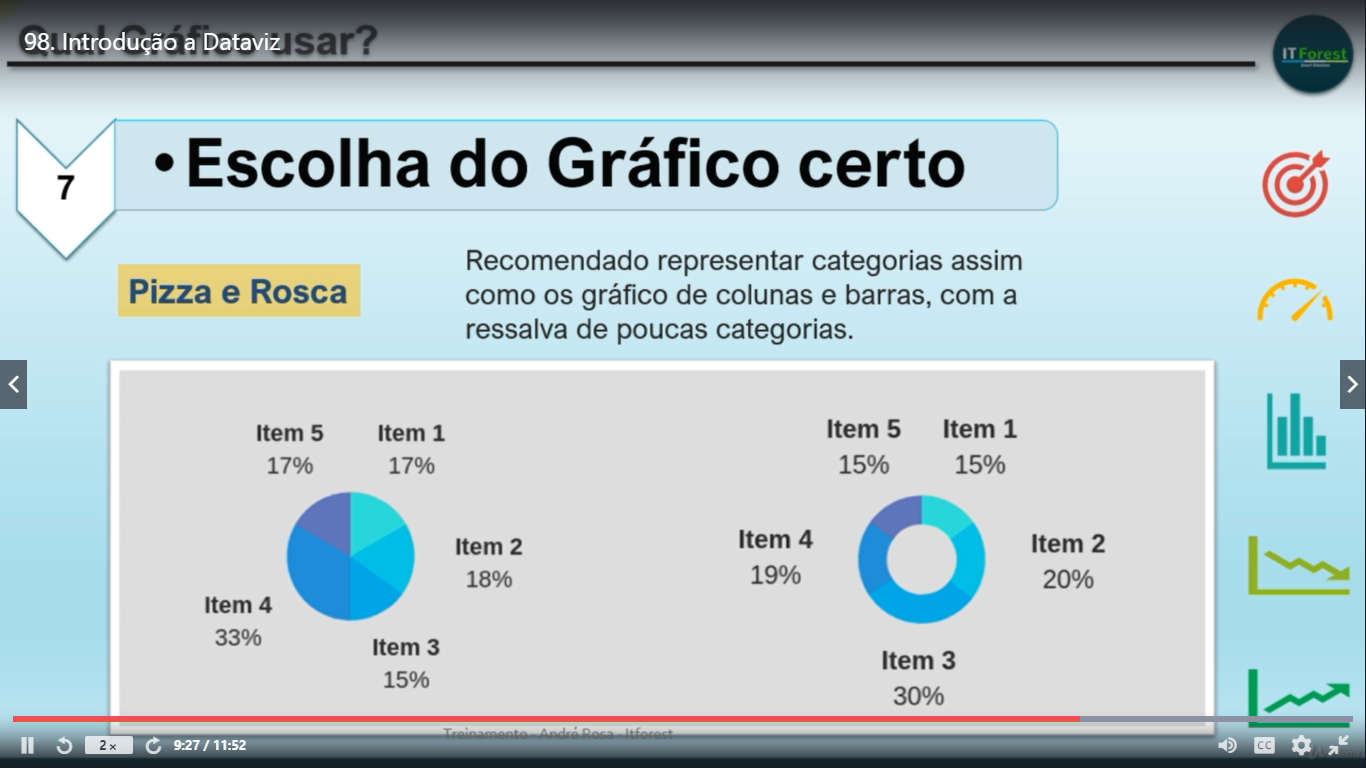 Qual Gráfico usar?
98. Introdução a Dataviz
ITForest
7
• Escolha do Gráfico certo
Pizza e Rosca
Recomendado representar categorias assim
como os gráfico de colunas e barras, com a
ressalva de poucas categorias.
Item 5
17%
Item 1
17%
Item 2
18%
Item 4
33%
Item 3
15%
Item 5
15%
Item 1
15%
Item 4
19%
Item 2
20%
Item 3
30%
Treinamento - André Rosa - Itforest
2×
9:27 / 11:52
CC